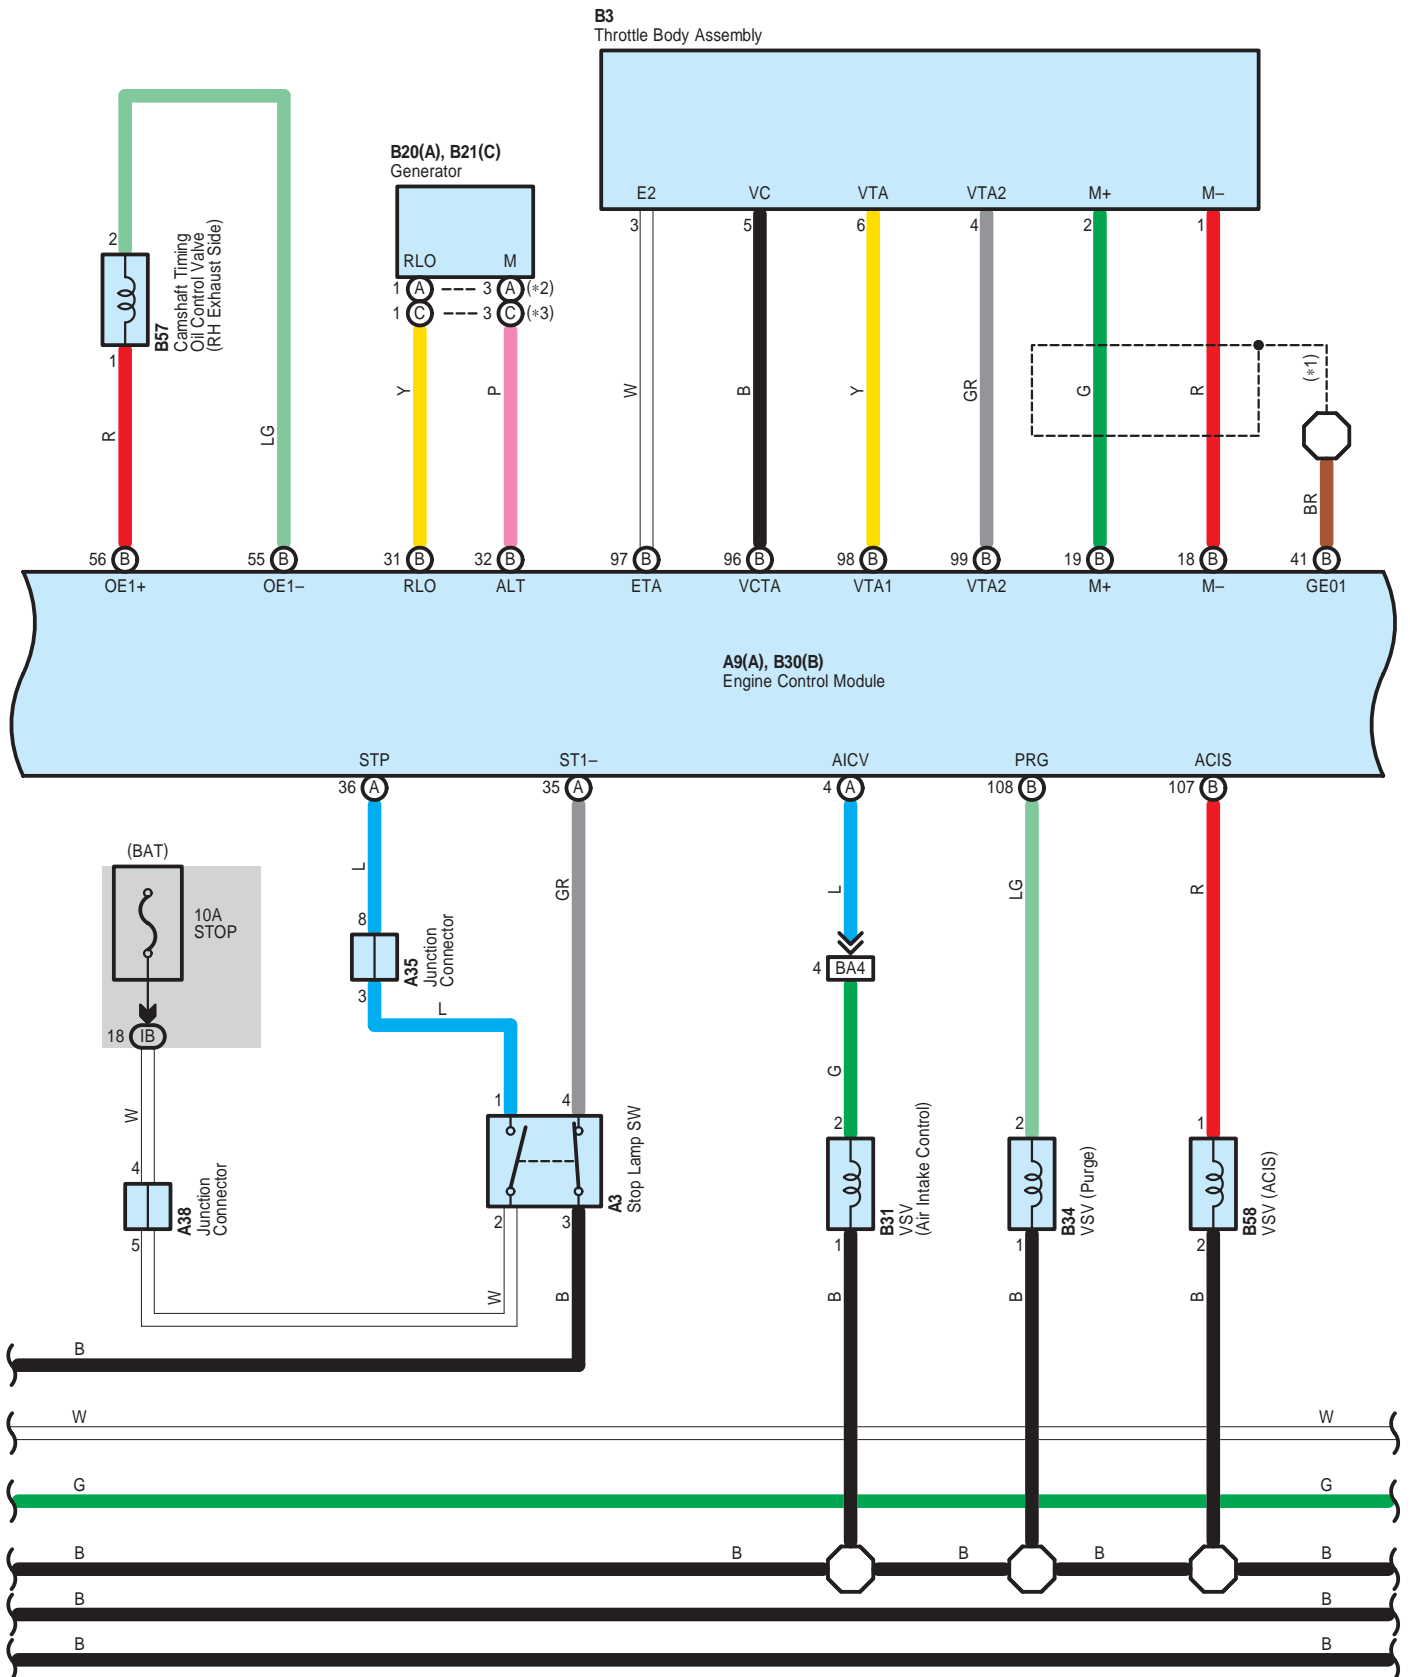 B3
Throttle Body Assembly
B20(A), B21(C)
Generator
E2 VC VTA VTA2 M+ M–
3 5 6 4 2 1
2
B57
Camshaft Timing
Oil Control Valve
(RH Exhaust Side)
1
RLO M
1 A 3 A (*2)
1 C 3 C (*3)
R LG Y P W B Y GR G R (*1)
BR
56 B 55 B 31 B 32 B 97 B 96 B 98 B 99 B 19 B 18 B 41 B
OE1+ OE1– RLO ALT ETA VCTA VTA1 VTA2 M+ M– GE01
A9(A), B30(B)
Engine Control Module
STP ST1– AICV PRG ACIS
36 A 35 A 4 A 108 B 107 B
(BAT)
10A
STOP
L GR L LG R
8
A35
Junction
Connector
3
L
4 BA4
18 IB
W
G
1 4
A3
Stop Lamp SW
2 3
4
A38
Junction
Connector
5
2
B31
VSV
(Air Intake Control)
1
2
B34
VSV (Purge)
1
1
B58
VSV (ACIS)
2
W B B B B
B
W W
G G
B B B B B
B B
B B